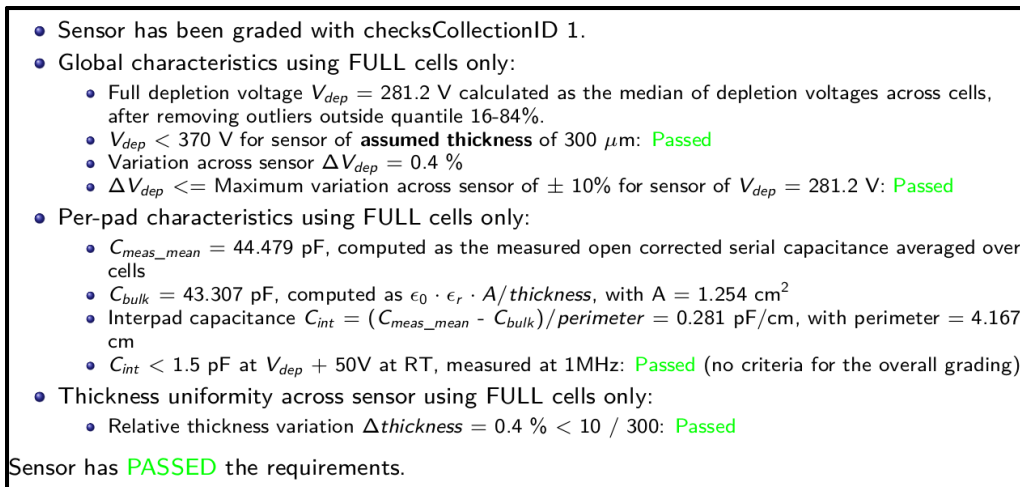 Sensor has been graded with checksCollectionID 1.
Global characteristics using FULL cells only:
Full depletion voltage V_dep = 281.2 V calculated as the median of depletion voltages across cells,
after removing outliers outside quantile 16-84%.
V_dep < 370 V for sensor of assumed thickness of 300 μm: Passed
Variation across sensor ΔV_dep = 0.4 %
ΔV_dep <= Maximum variation across sensor of ± 10% for sensor of V_dep = 281.2 V: Passed
Per-pad characteristics using FULL cells only:
C_meas_mean = 44.479 pF, computed as the measured open corrected serial capacitance averaged over
cells
C_bulk = 43.307 pF, computed as ϵ₀ · ϵᵣ · A/thickness, with A = 1.254 cm²
Interpad capacitance C_int = (C_meas_mean - C_bulk)/perimeter = 0.281 pF/cm, with perimeter = 4.167
cm
C_int < 1.5 pF at V_dep + 50V at RT, measured at 1MHz: Passed (no criteria for the overall grading)
Thickness uniformity across sensor using FULL cells only:
Relative thickness variation Δthickness = 0.4 % < 10 / 300: Passed
Sensor has PASSED the requirements.